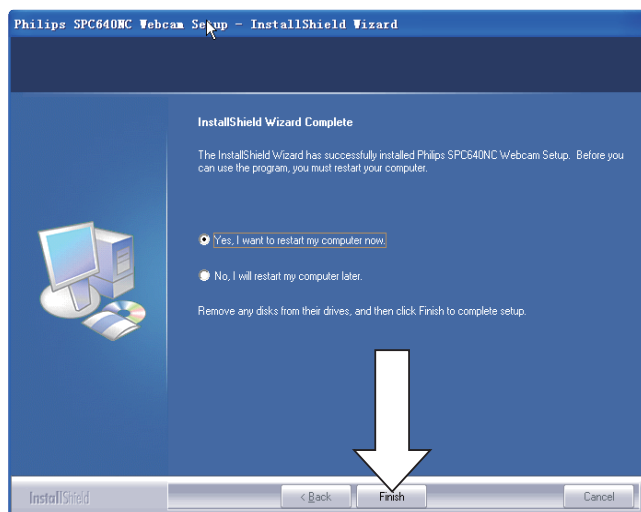 Philips SPC640NC Webcam Setup - InstallShield Wizard
InstallShield Wizard Complete
The InstallShield Wizard has successfully installed Philips SPC640NC Webcam Setup. Before you
can use the program, you must restart your computer.
Yes, I want to restart my computer now.
No, I will restart my computer later.
Remove any disks from their drives, and then click Finish to complete setup.
InstallShield
< Back
Finish
Cancel